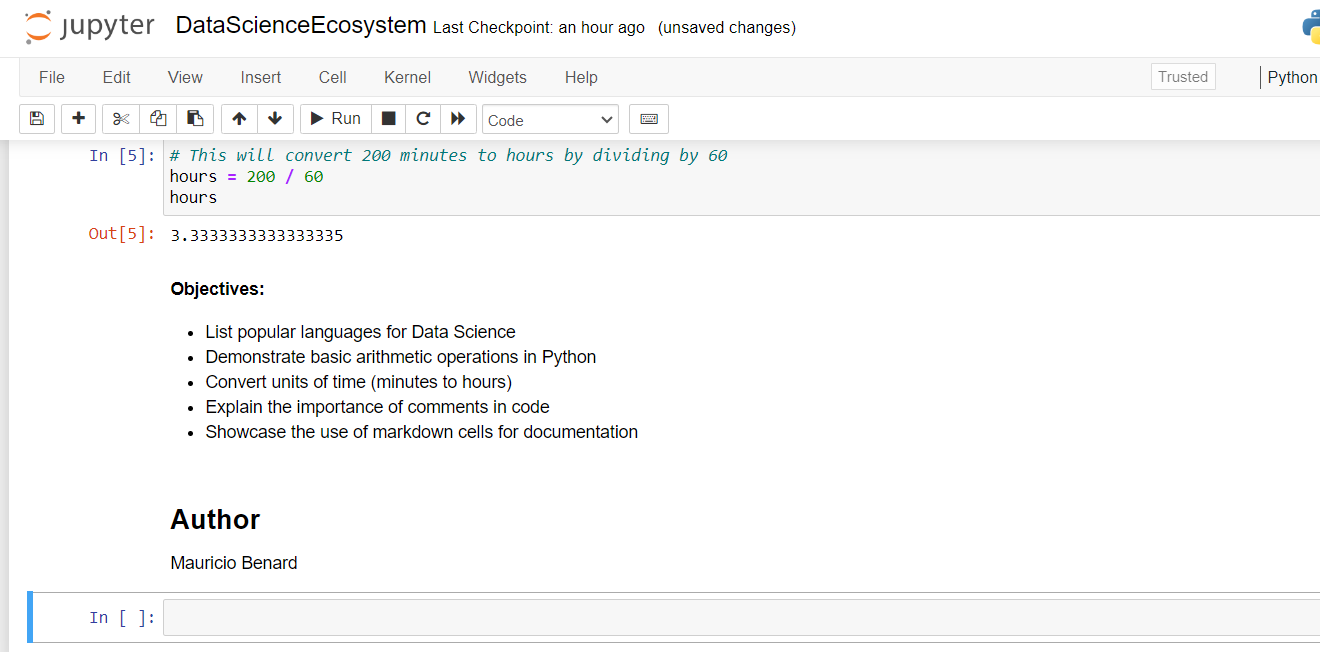 jupyter DataScienceEcosystem Last Checkpoint: an hour ago (unsaved changes)
File Edit View Insert Cell Kernel Widgets Help Trusted Python
Run Code
In [5]: # This will convert 200 minutes to hours by dividing by 60
hours = 200 / 60
hours
Out[5]: 3.3333333333333335
Objectives:
• List popular languages for Data Science
• Demonstrate basic arithmetic operations in Python
• Convert units of time (minutes to hours)
• Explain the importance of comments in code
• Showcase the use of markdown cells for documentation
Author
Mauricio Benard
In [ ]: